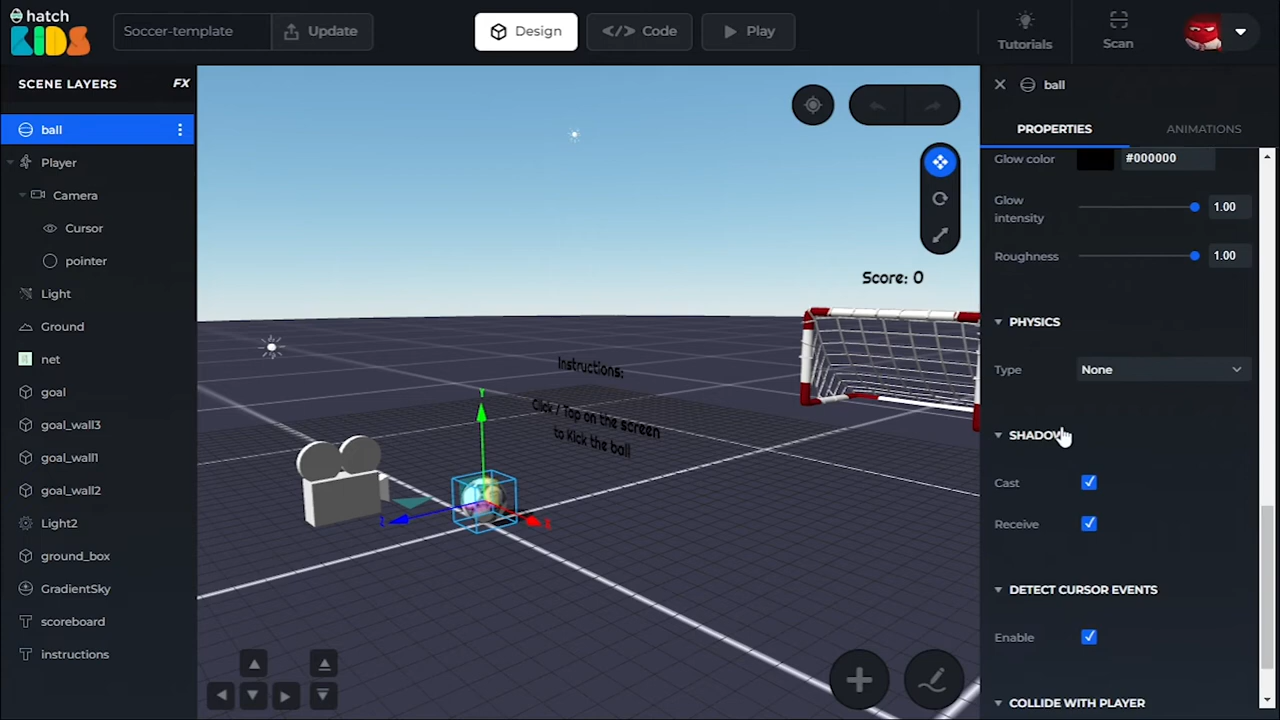 hatch
KIDS
Soccer-template
Update
Design
</> Code
Play
Tutorials
Scan
SCENE LAYERS
FX
ball
Player
Camera
Cursor
pointer
Light
Ground
net
goal
goal_wall3
goal_wall1
goal_wall2
Light2
ground_box
GradientSky
scoreboard
instructions
Score: 0
Instructions:
Click / Tap on the screen
to Kick the ball
Y
Z
X
ball
PROPERTIES
ANIMATIONS
Glow color
#000000
Glow
intensity
1.00
Roughness
1.00
PHYSICS
Type
None
SHADOW
Cast
Receive
DETECT CURSOR EVENTS
Enable
COLLIDE WITH PLAYER